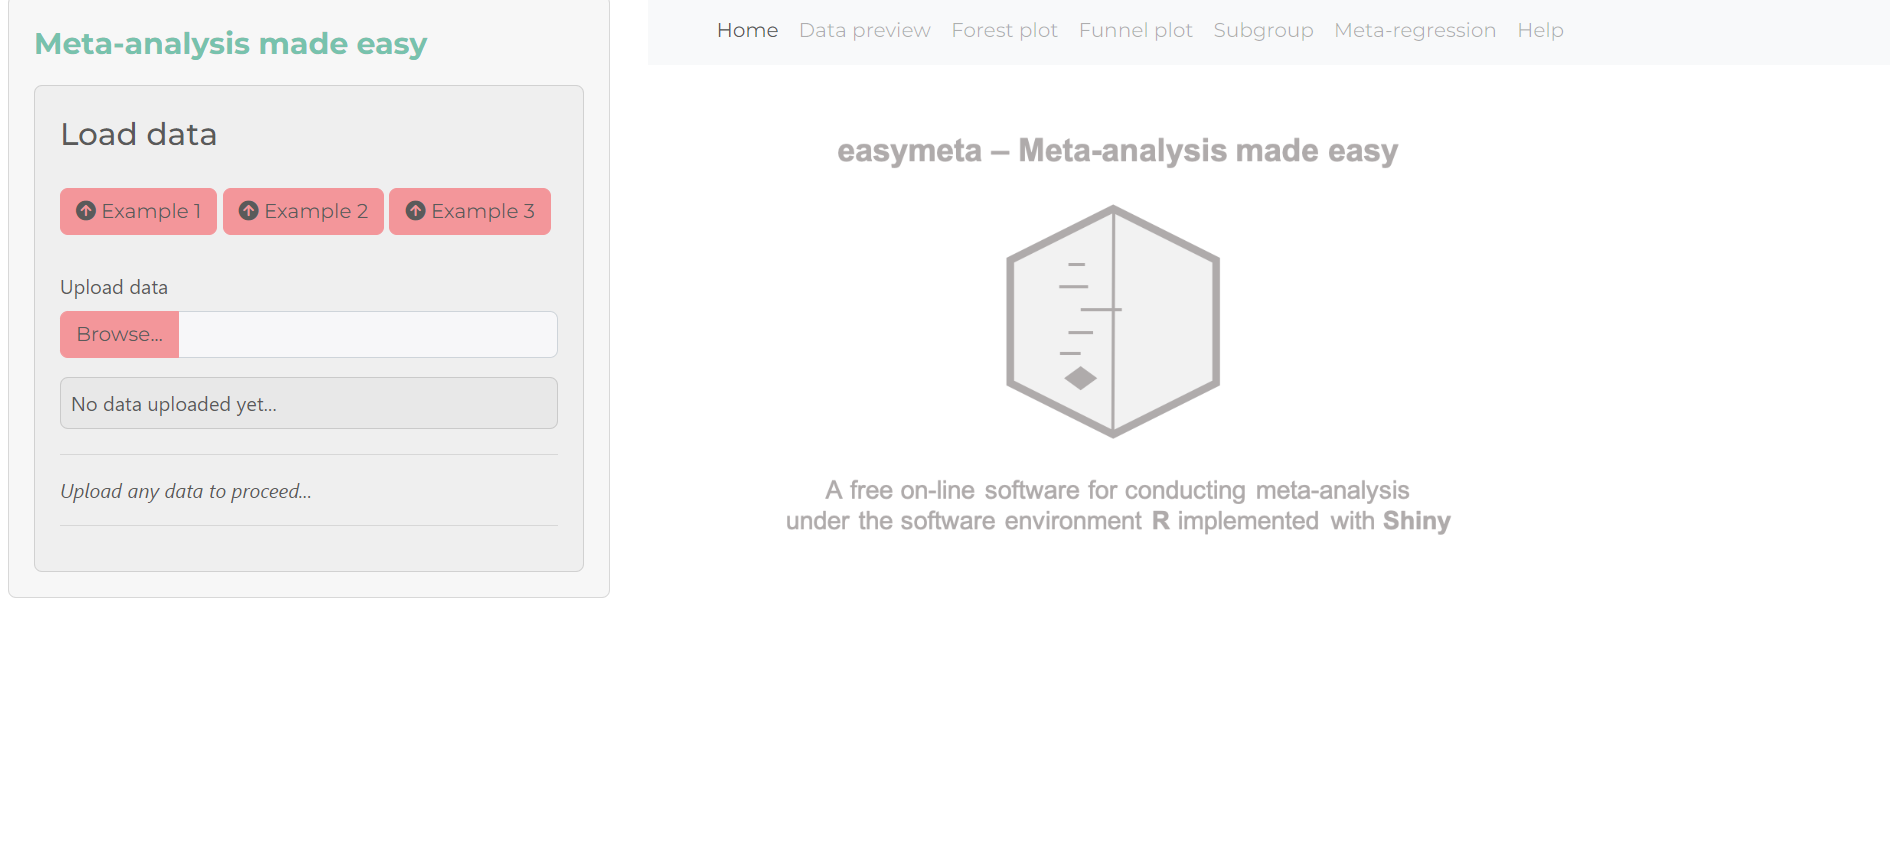 Meta-analysis made easy
Load data
Example 1 Example 2 Example 3
Upload data
Browse...
No data uploaded yet...
Upload any data to proceed...
Home Data preview Forest plot Funnel plot Subgroup Meta-regression Help
easymeta – Meta-analysis made easy
A free on-line software for conducting meta-analysis
under the software environment R implemented with Shiny